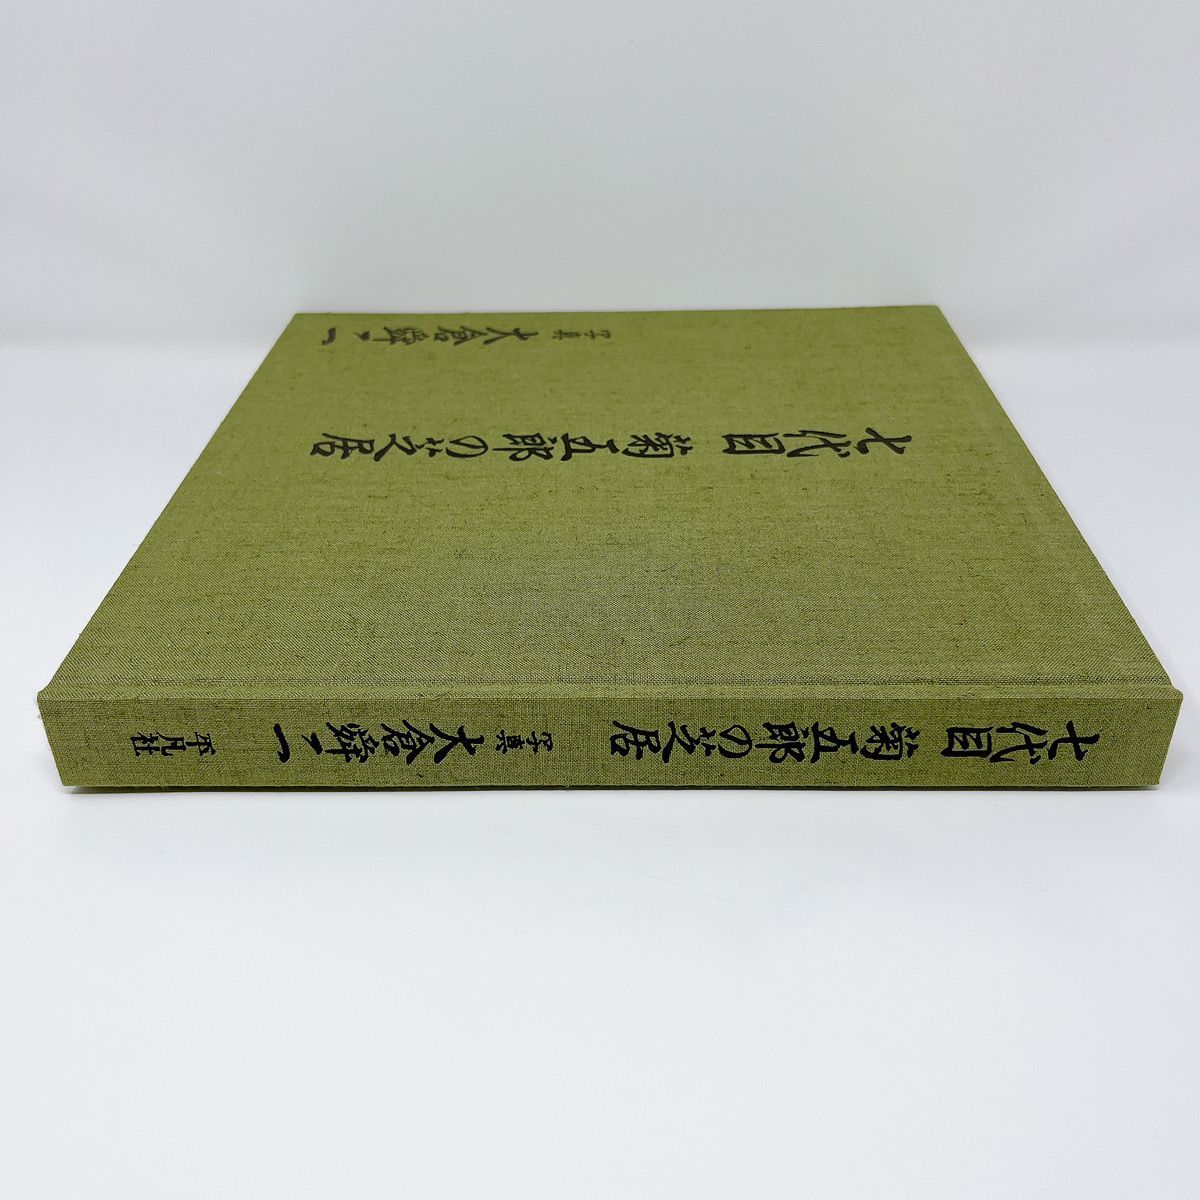 七代目 菊五郎の芝居
写真 大倉舜二
七代目 菊五郎の芝居 写真 大倉舜二 平凡社